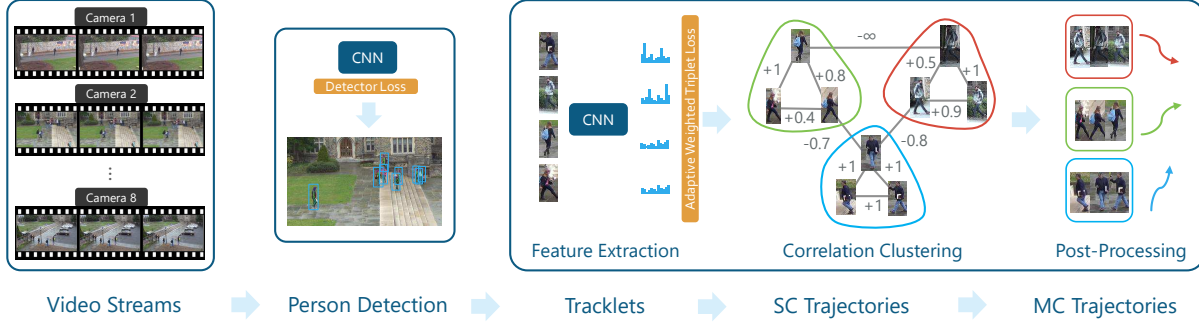 Camera 1
Camera 2
⋮
Camera 8
CNN
Detector Loss
CNN
Adaptive Weighted Triplet Loss
-∞
+1
+0.8
+0.4
+0.5
+1
+0.9
-0.7
-0.8
+1
+1
+1
Feature Extraction
Correlation Clustering
Post-Processing
Video Streams
Person Detection
Tracklets
SC Trajectories
MC Trajectories